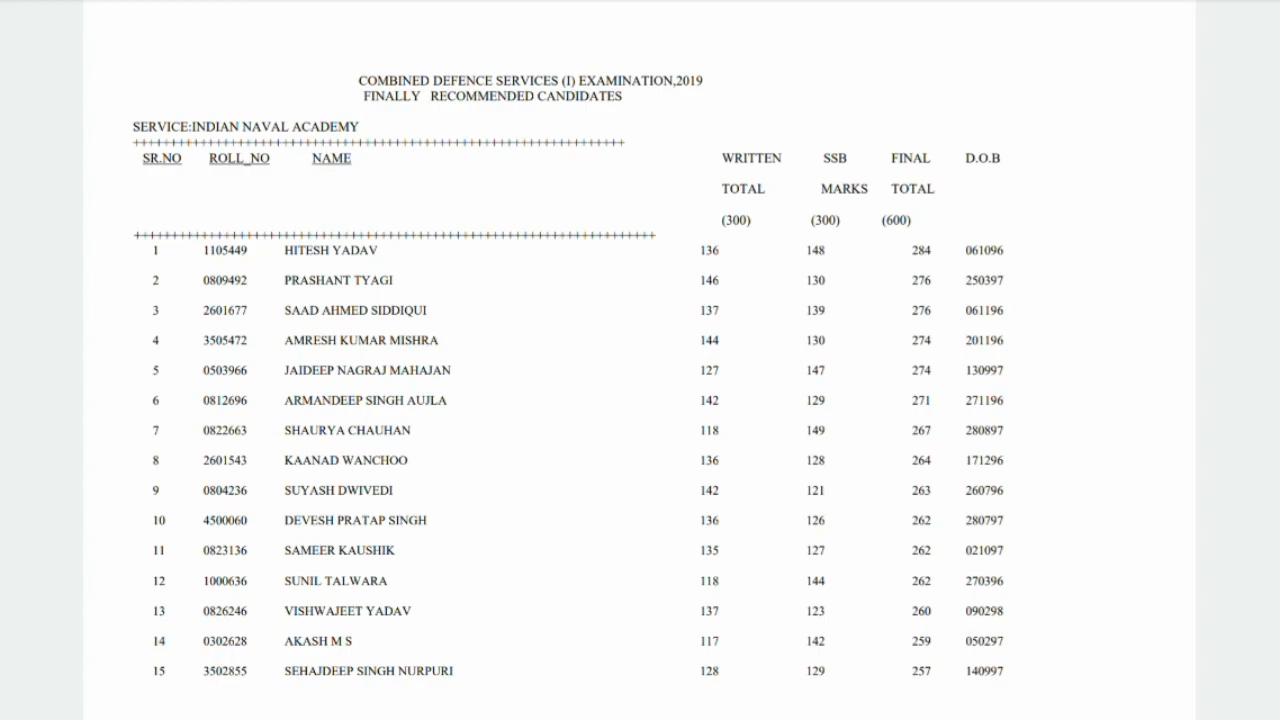 COMBINED DEFENCE SERVICES (I) EXAMINATION,2019
FINALLY RECOMMENDED CANDIDATES
SERVICE:INDIAN NAVAL ACADEMY
++++++++++++++++++++++++++++++++++++++++++++++++++++++++++++++++
SR.NO ROLL_NO NAME WRITTEN SSB FINAL D.O.B
TOTAL MARKS TOTAL
(300) (300) (600)
++++++++++++++++++++++++++++++++++++++++++++++++++++++++++++++++++++
1 1105449 HITESH YADAV 136 148 284 061096
2 0809492 PRASHANT TYAGI 146 130 276 250397
3 2601677 SAAD AHMED SIDDIQUI 137 139 276 061196
4 3505472 AMRESH KUMAR MISHRA 144 130 274 201196
5 0503966 JAIDEEP NAGRAJ MAHAJAN 127 147 274 130997
6 0812696 ARMANDEEP SINGH AUJLA 142 129 271 271196
7 0822663 SHAURYA CHAUHAN 118 149 267 280897
8 2601543 KAANAD WANCHOO 136 128 264 171296
9 0804236 SUYASH DWIVEDI 142 121 263 260796
10 4500060 DEVESH PRATAP SINGH 136 126 262 280797
11 0823136 SAMEER KAUSHIK 135 127 262 021097
12 1000636 SUNIL TALWARA 118 144 262 270396
13 0826246 VISHWAJEET YADAV 137 123 260 090298
14 0302628 AKASH M S 117 142 259 050297
15 3502855 SEHAJDEEP SINGH NURPURI 128 129 257 140997